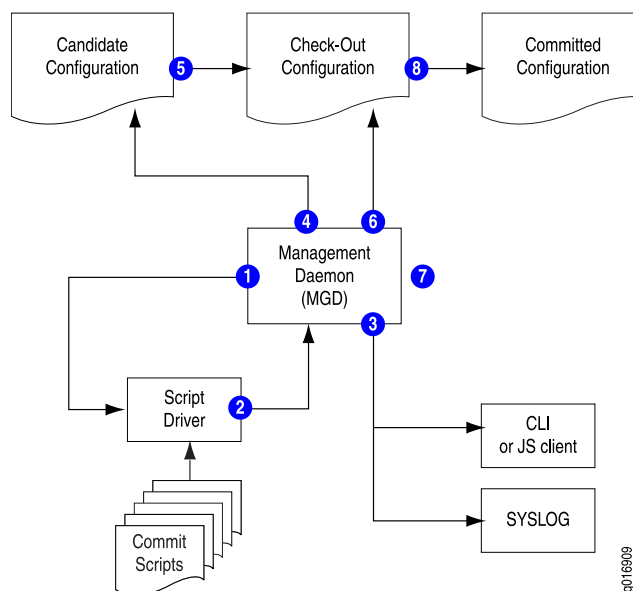 Candidate
Configuration
5
Check-Out
Configuration
8
Committed
Configuration
4
6
1
Management
Daemon
(MGD)
7
3
Script
Driver
2
CLI
or JS client
SYSLOG
Commit
Scripts
g016909